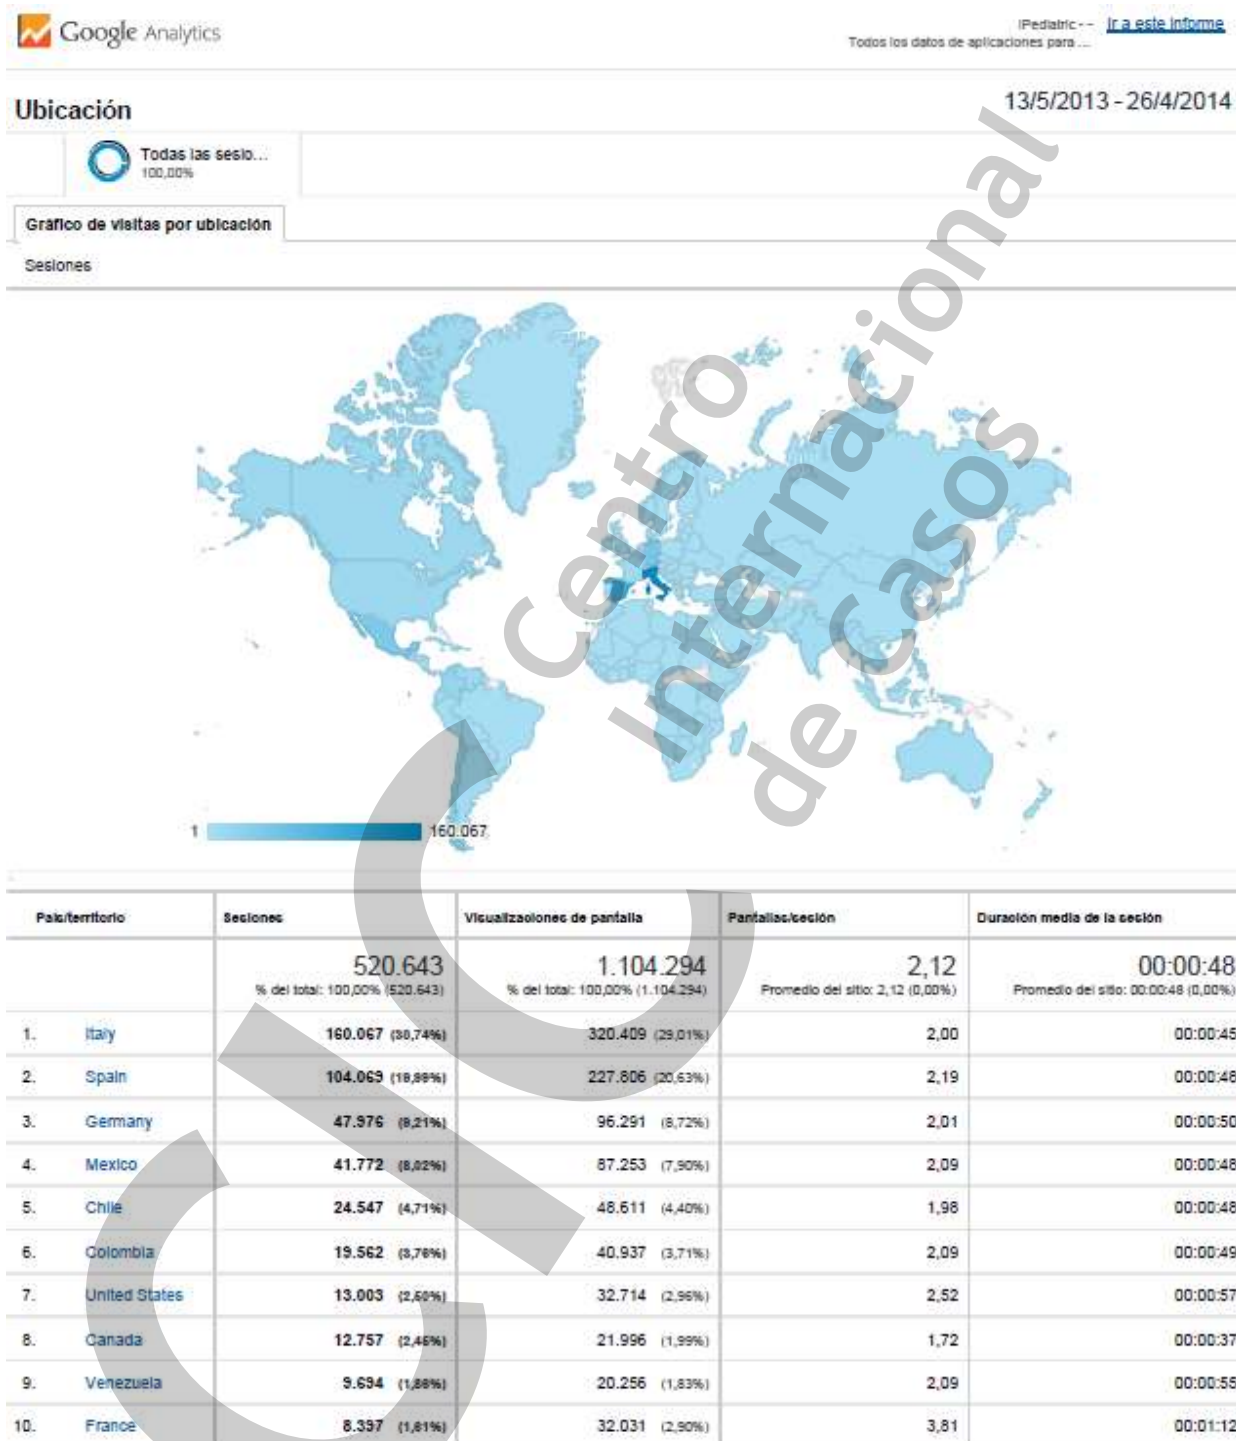 Google Analytics
iPediatric - -
Ir a este informe
Todos los datos de aplicaciones para ...
Ubicación
13/5/2013 - 26/4/2014
Todas las sesio...
100,00%
Gráfico de visitas por ubicación
Sesiones
1
160.067
Centro
Internacional
de Casos
CIC
País/territorio Sesiones Visualizaciones de pantalla Pantallas/sesión Duración media de la sesión
520.643 1.104.294 2,12 00:00:48
% del total: 100,00% (520.643) % del total: 100,00% (1.104.294) Promedio del sitio: 2,12 (0,00%) Promedio del sitio: 00:00:48 (0,00%)
1. Italy 160.067 (30,74%) 320.409 (29,01%) 2,00 00:00:45
2. Spain 104.069 (19,99%) 227.806 (20,63%) 2,19 00:00:48
3. Germany 47.976 (9,21%) 96.291 (8,72%) 2,01 00:00:50
4. Mexico 41.772 (8,02%) 87.253 (7,90%) 2,09 00:00:48
5. Chile 24.547 (4,71%) 48.611 (4,40%) 1,98 00:00:48
6. Colombia 19.562 (3,76%) 40.937 (3,71%) 2,09 00:00:49
7. United States 13.003 (2,50%) 32.714 (2,96%) 2,52 00:00:57
8. Canada 12.757 (2,45%) 21.996 (1,99%) 1,72 00:00:37
9. Venezuela 9.694 (1,86%) 20.256 (1,83%) 2,09 00:00:55
10. France 8.397 (1,61%) 32.031 (2,90%) 3,81 00:01:12